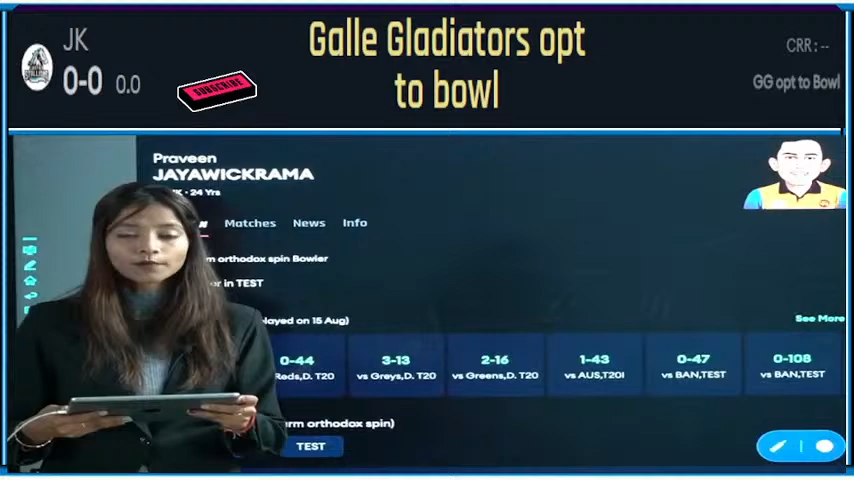 JK
0-0 0.0
SUBSCRIBE
Galle Gladiators opt
to bowl
CRR : --
GG opt to Bowl
Praveen
JAYAWICKRAMA
24 Yrs
Matches News Info
m orthodox spin Bowler
er in TEST
layed on 15 Aug)
See More
0-44 3-13 2-16 1-43 0-47 0-108
Reds,D. T20 vs Greys,D. T20 vs Greens,D. T20 vs AUS,T20I vs BAN,TEST vs BAN,TEST
arm orthodox spin)
TEST